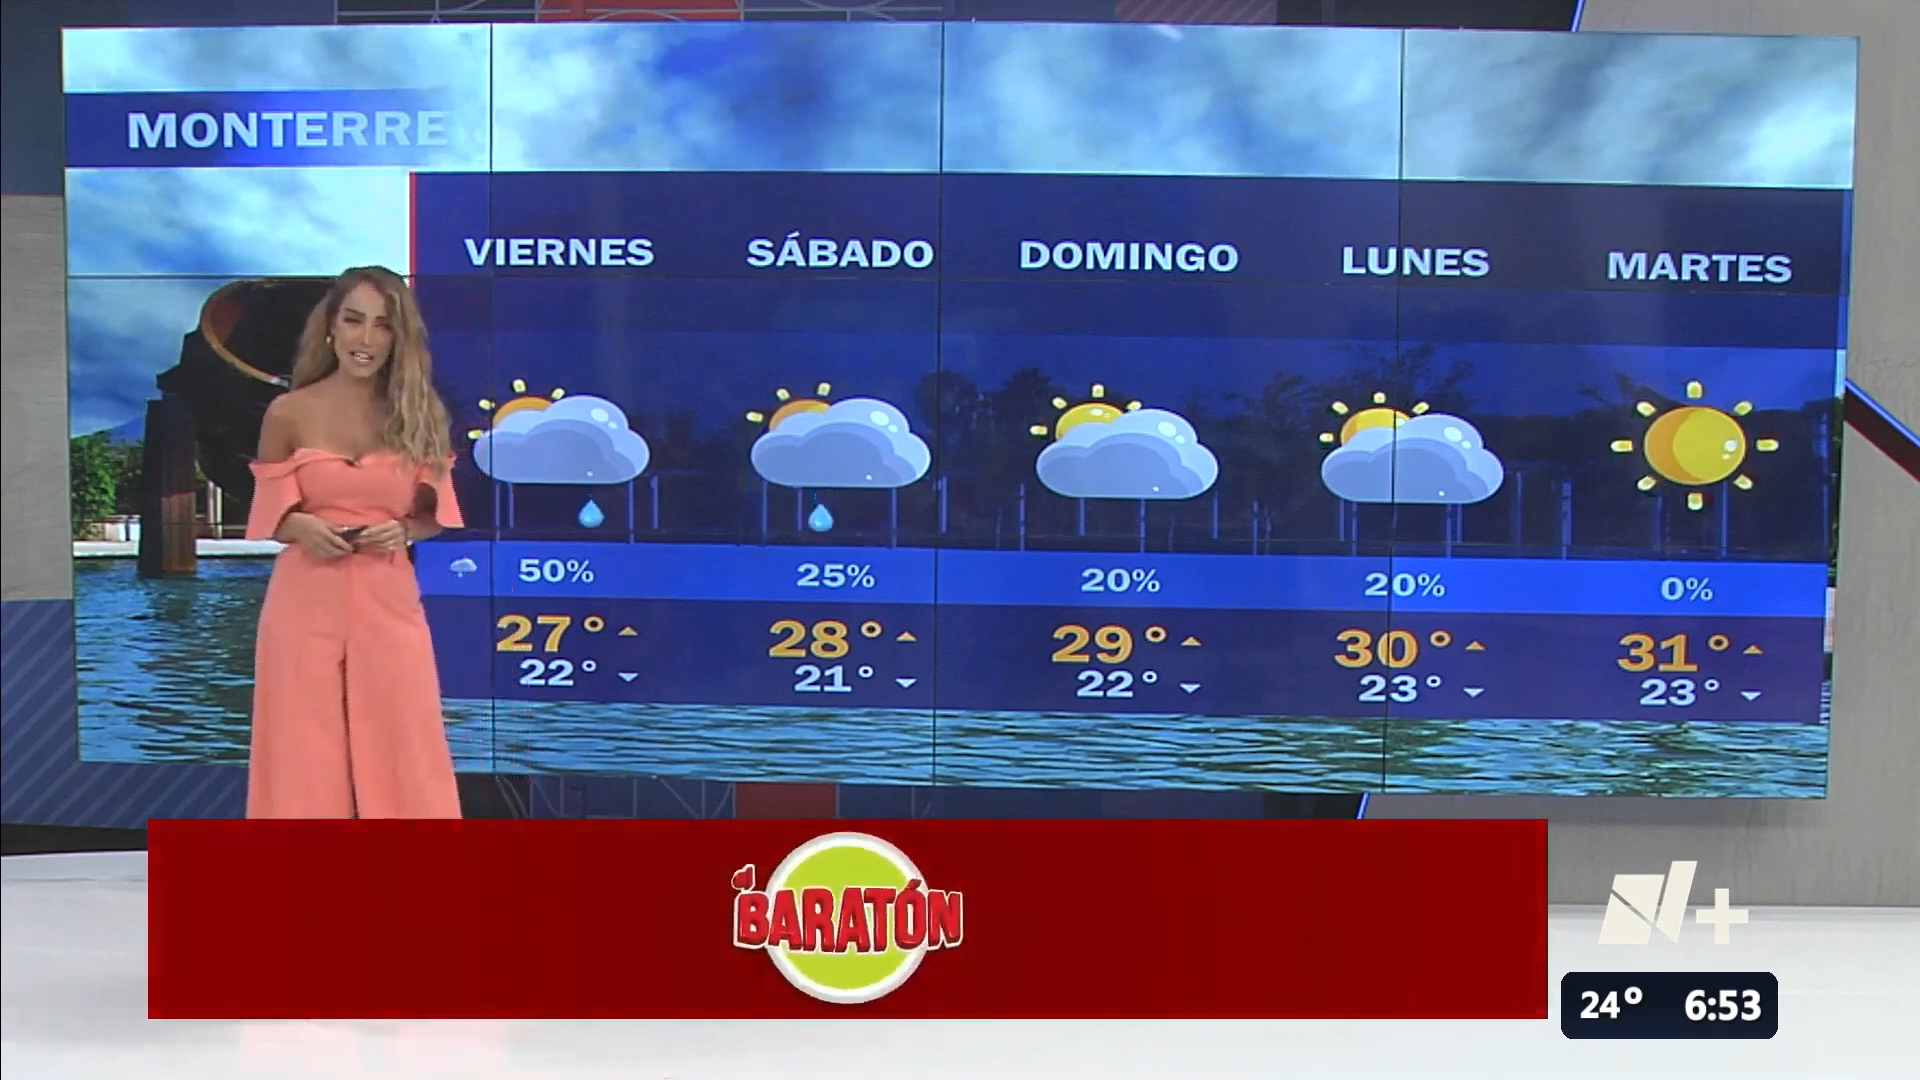 MONTERRE
VIERNES SÁBADO DOMINGO LUNES MARTES
50% 25% 20% 20% 0%
27° 28° 29° 30° 31°
22° 21° 22° 23° 23°
BARATÓN
N+
24° 6:53